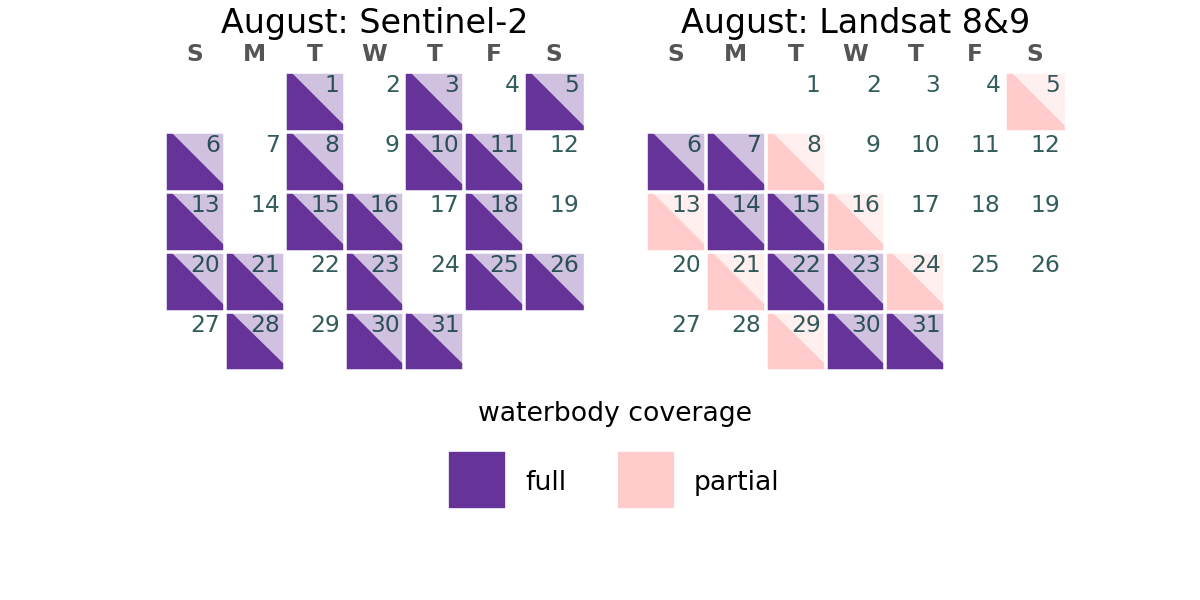 August: Sentinel-2
S M T W T F S
1 2 3 4 5
6 7 8 9 10 11 12
13 14 15 16 17 18 19
20 21 22 23 24 25 26
27 28 29 30 31
August: Landsat 8&9
S M T W T F S
1 2 3 4 5
6 7 8 9 10 11 12
13 14 15 16 17 18 19
20 21 22 23 24 25 26
27 28 29 30 31
waterbody coverage
full partial